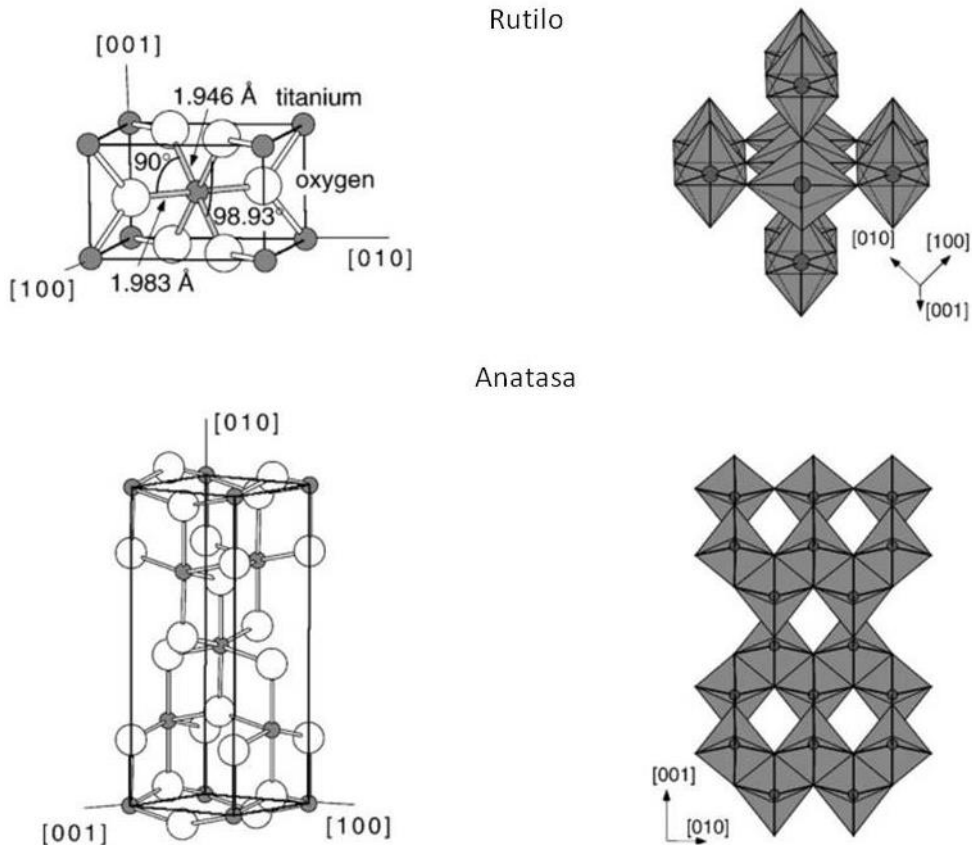 Rutilo
[001]
1.946 Å titanium
90°
oxygen
98.93°
[010]
[100]
1.983 Å
[010]
[100]
[001]
Anatasa
[010]
[001]
[100]
[001]
[010]